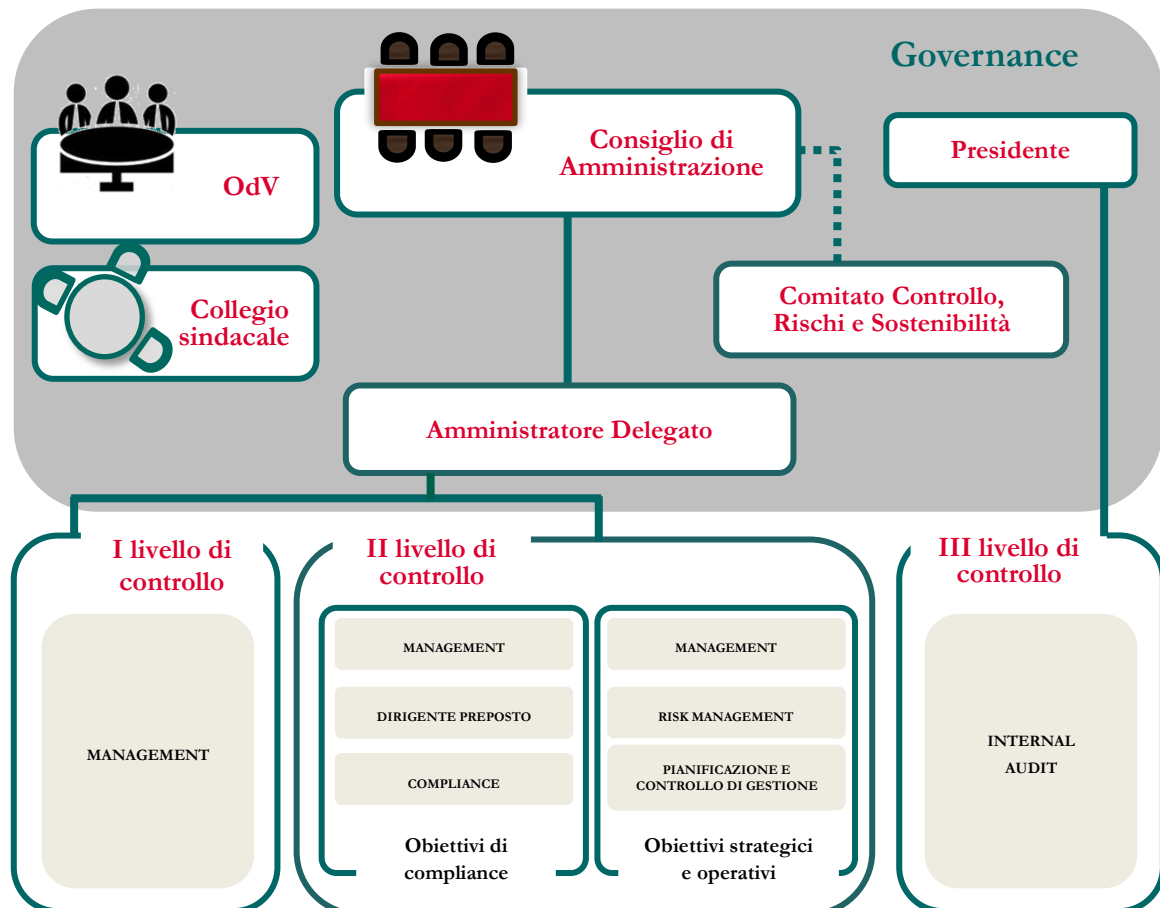 Governance
OdV
Consiglio di
Amministrazione
Presidente
Collegio
sindacale
Comitato Controllo,
Rischi e Sostenibilità
Amministratore Delegato
I livello di
controllo
MANAGEMENT
II livello di
controllo
MANAGEMENT
DIRIGENTE PREPOSTO
COMPLIANCE
Obiettivi di
compliance
MANAGEMENT
RISK MANAGEMENT
PIANIFICAZIONE E
CONTROLLO DI GESTIONE
Obiettivi strategici
e operativi
III livello di
controllo
INTERNAL
AUDIT